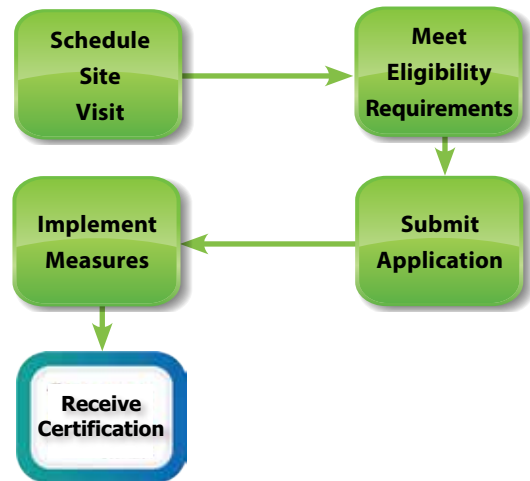 Schedule
Site
Visit
Meet
Eligibility
Requirements
Submit
Application
Implement
Measures
Receive
Certification